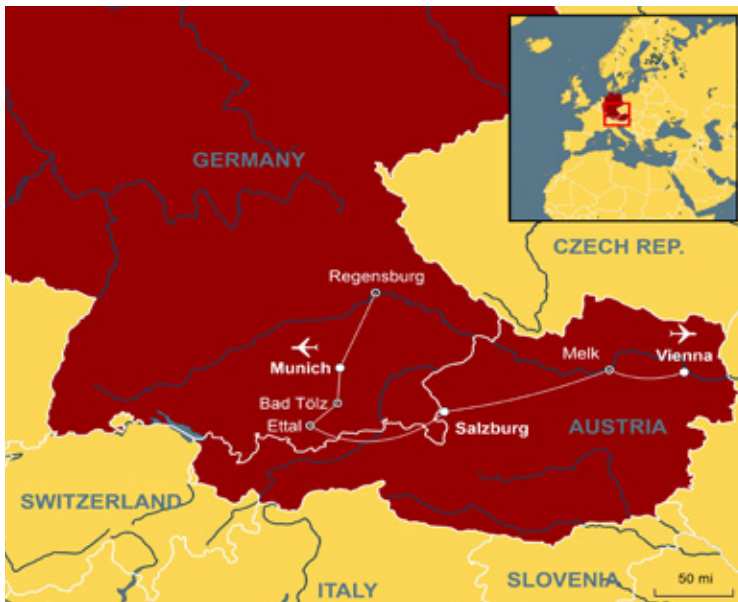 GERMANY
CZECH REP.
Regensburg
Munich
Melk
Vienna
Bad Tölz
Ettal
Salzburg
AUSTRIA
SWITZERLAND
ITALY
SLOVENIA
50 mi